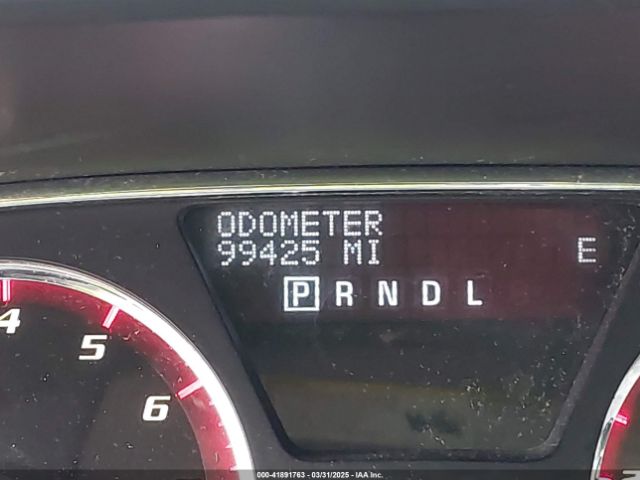 ODOMETER
99425 MI E
P R N D L
4
5
6
000-41891763 - 03/31/2025 - IAA Inc.